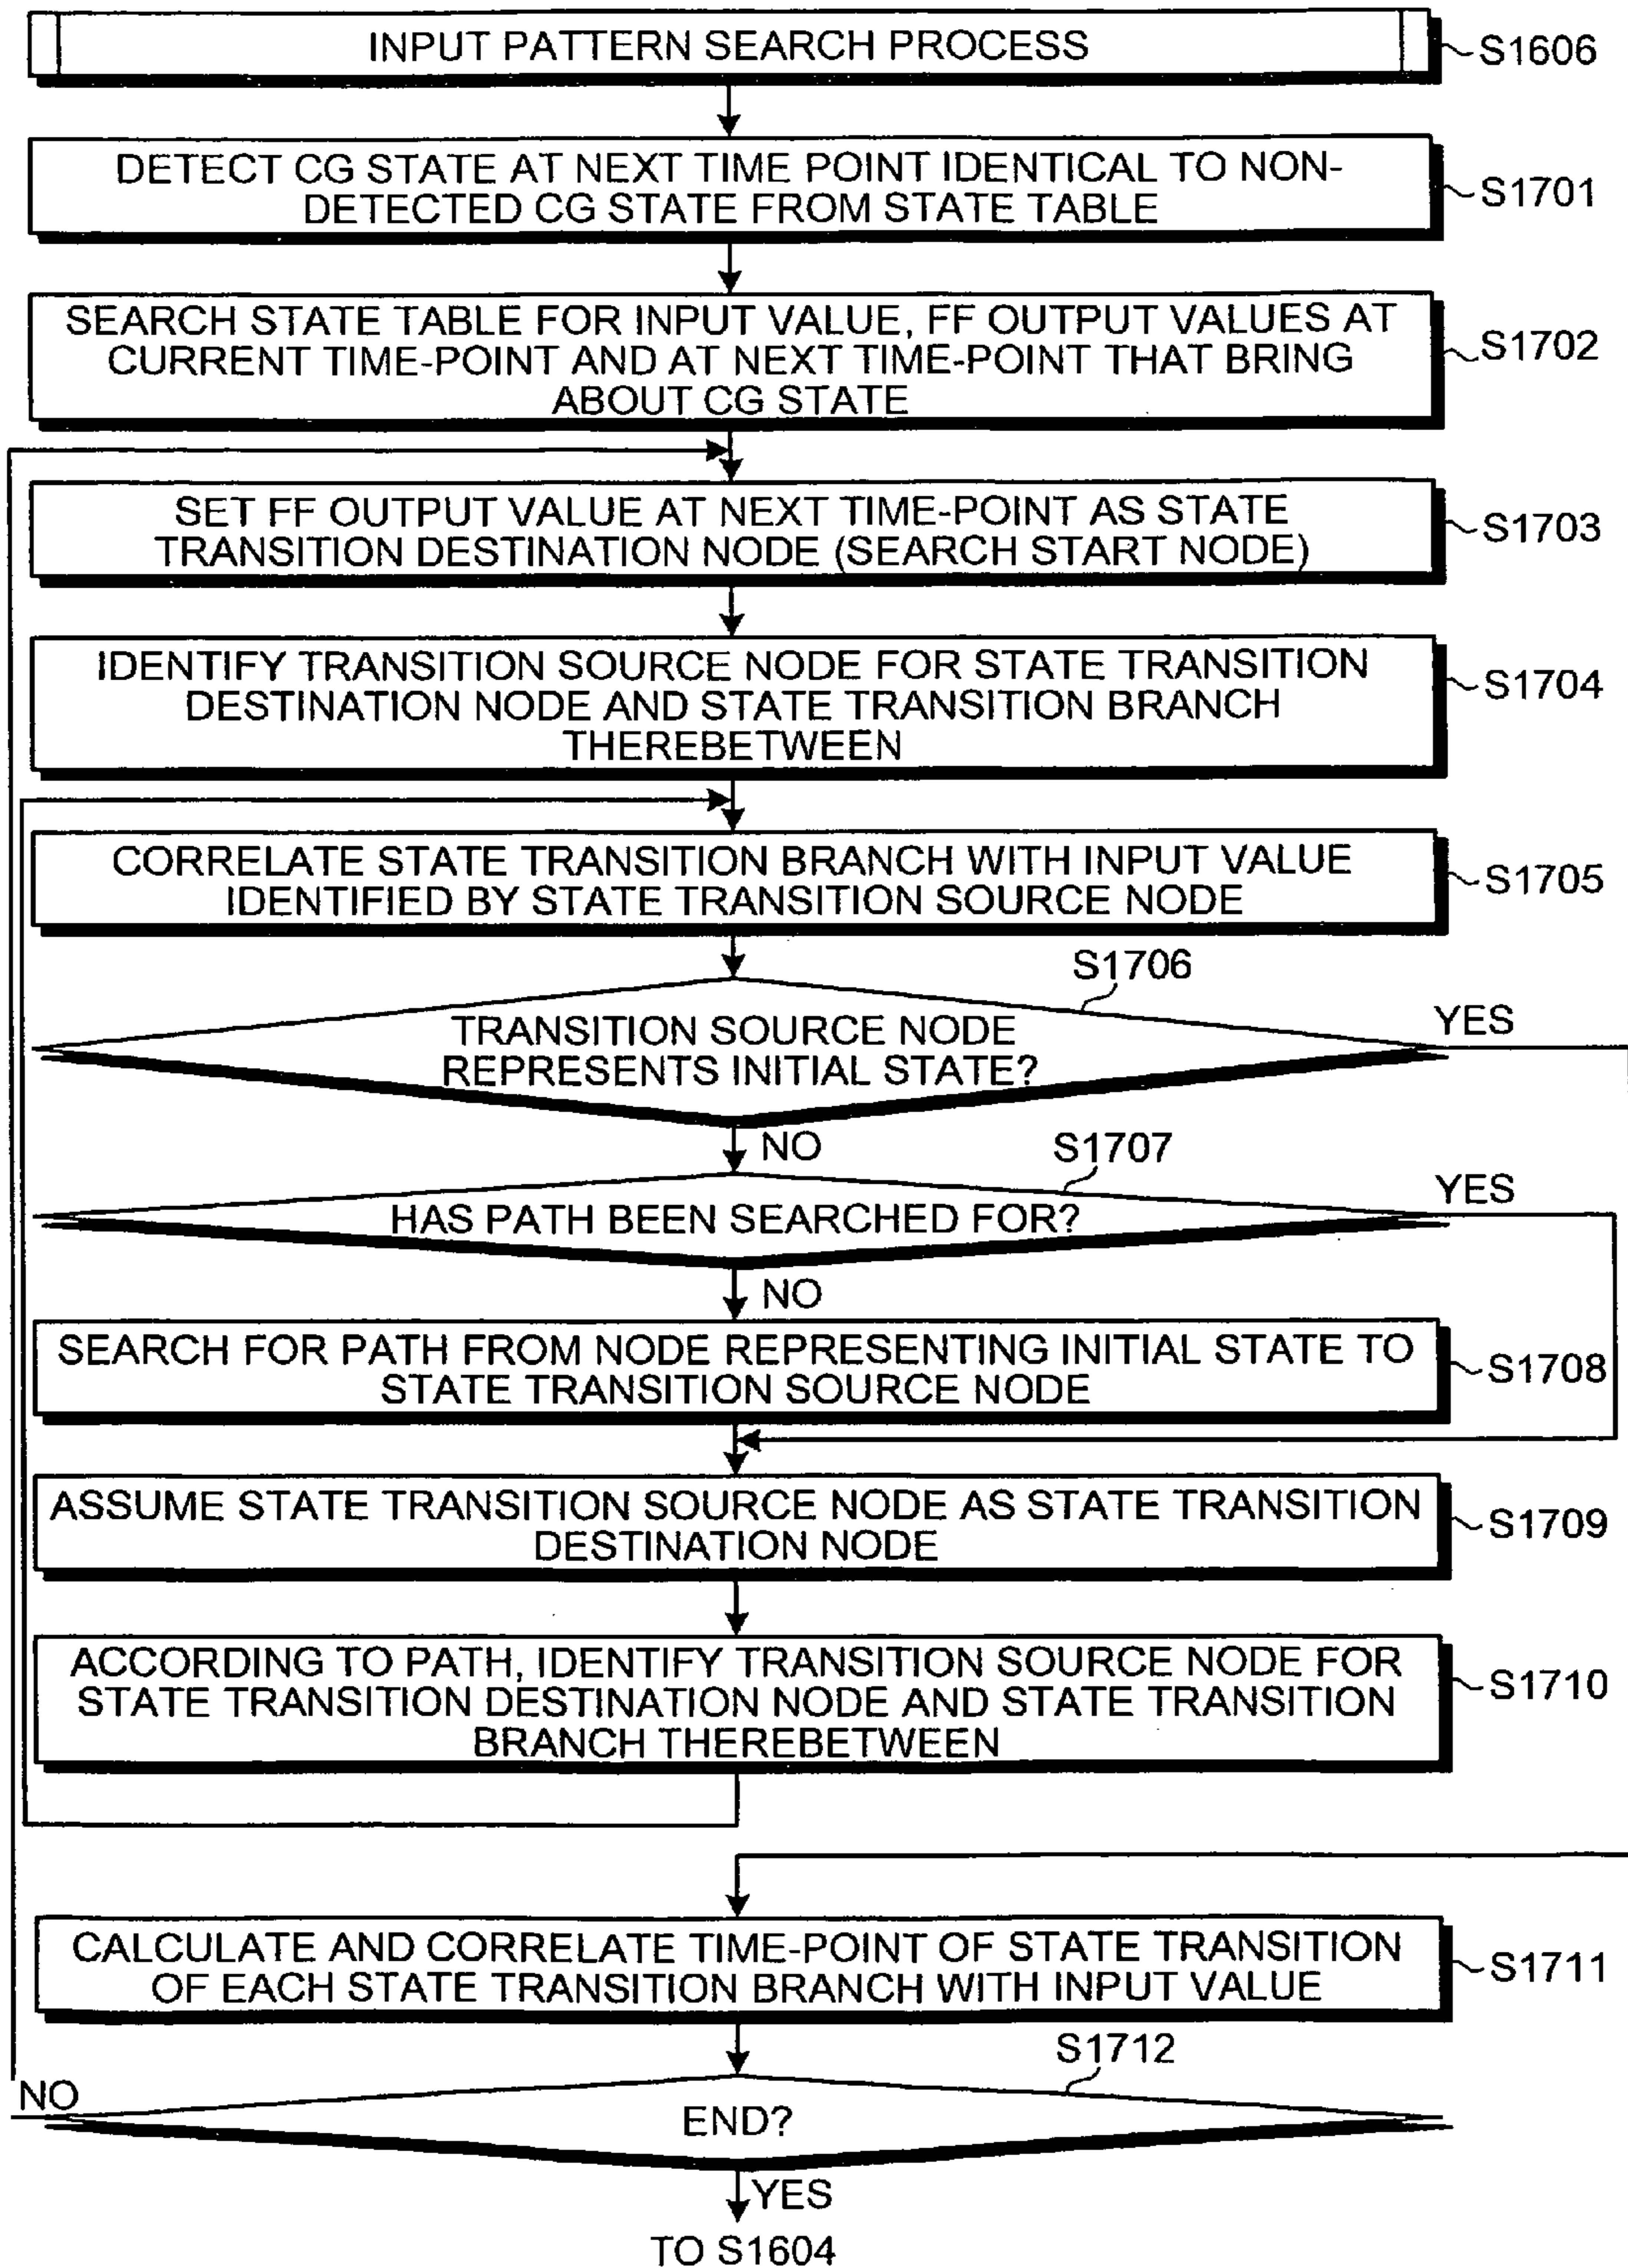 INPUT PATTERN SEARCH PROCESS
S1606
DETECT CG STATE AT NEXT TIME POINT IDENTICAL TO NON-
DETECTED CG STATE FROM STATE TABLE
S1701
SEARCH STATE TABLE FOR INPUT VALUE, FF OUTPUT VALUES AT
CURRENT TIME-POINT AND AT NEXT TIME-POINT THAT BRING
ABOUT CG STATE
S1702
SET FF OUTPUT VALUE AT NEXT TIME-POINT AS STATE
TRANSITION DESTINATION NODE (SEARCH START NODE)
S1703
IDENTIFY TRANSITION SOURCE NODE FOR STATE TRANSITION
DESTINATION NODE AND STATE TRANSITION BRANCH
THEREBETWEEN
S1704
CORRELATE STATE TRANSITION BRANCH WITH INPUT VALUE
IDENTIFIED BY STATE TRANSITION SOURCE NODE
S1705
S1706
TRANSITION SOURCE NODE
REPRESENTS INITIAL STATE?
YES
NO
S1707
HAS PATH BEEN SEARCHED FOR?
YES
NO
SEARCH FOR PATH FROM NODE REPRESENTING INITIAL STATE TO
STATE TRANSITION SOURCE NODE
S1708
ASSUME STATE TRANSITION SOURCE NODE AS STATE TRANSITION
DESTINATION NODE
S1709
ACCORDING TO PATH, IDENTIFY TRANSITION SOURCE NODE FOR
STATE TRANSITION DESTINATION NODE AND STATE TRANSITION
BRANCH THEREBETWEEN
S1710
CALCULATE AND CORRELATE TIME-POINT OF STATE TRANSITION
OF EACH STATE TRANSITION BRANCH WITH INPUT VALUE
S1711
S1712
NO
END?
YES
TO S1604